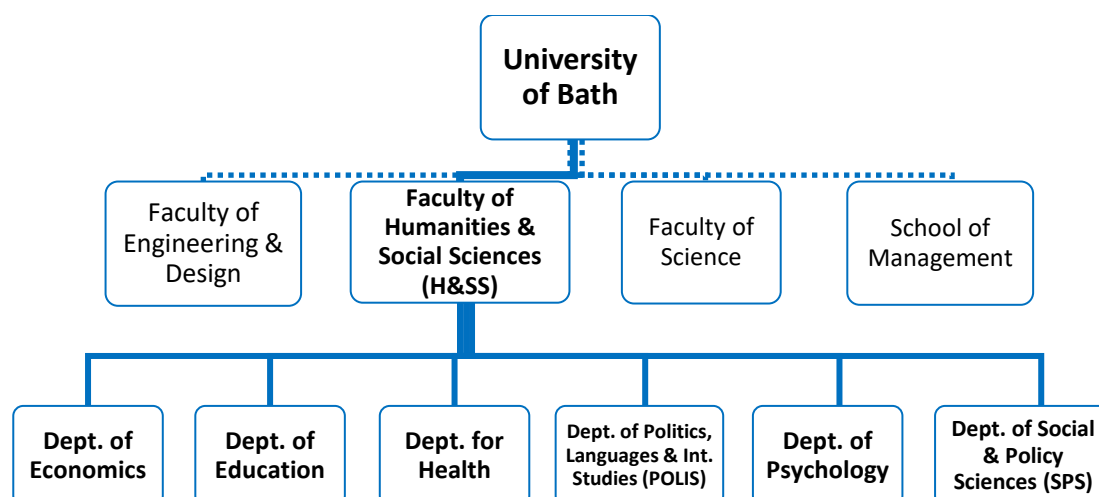 University
of Bath
Faculty of
Engineering &
Design
Faculty of
Humanities &
Social Sciences
(H&SS)
Faculty of
Science
School of
Management
Dept. of
Economics
Dept. of
Education
Dept. for
Health
Dept. of Politics,
Languages & Int.
Studies (POLIS)
Dept. of
Psychology
Dept. of Social
& Policy
Sciences (SPS)